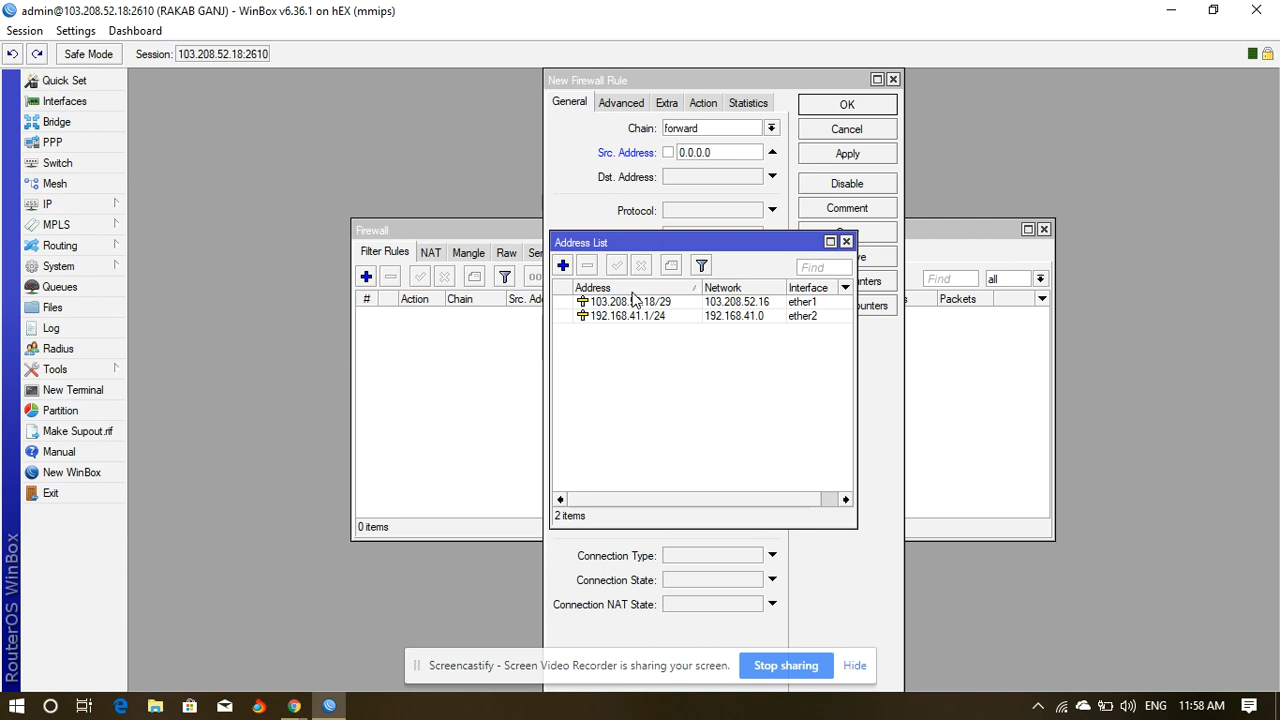 admin@103.208.52.18:2610 (RAKAB GANJ) - WinBox v6.36.1 on hEX (mmips)
Session Settings Dashboard
Safe Mode Session: 103.208.52.18:2610
Quick Set
Interfaces
Bridge
PPP
Switch
Mesh
IP
MPLS
Routing
System
Queues
Files
Log
Radius
Tools
New Terminal
Partition
Make Supout.rif
Manual
New WinBox
Exit
RouterOS WinBox
New Firewall Rule
General Advanced Extra Action Statistics
Chain: forward
Src. Address: 0.0.0.0
Dst. Address:
Protocol:
Connection Type:
Connection State:
Connection NAT State:
OK
Cancel
Apply
Disable
Comment
Firewall
Filter Rules NAT Mangle Raw
Find all
# Action Chain Packets
0 items
Address List
Find
Address Network Interface
103.208. 18/29 103.208.52.16 ether1
192.168.41.1/24 192.168.41.0 ether2
2 items
Screencastify - Screen Video Recorder is sharing your screen. Stop sharing Hide
ENG 11:58 AM